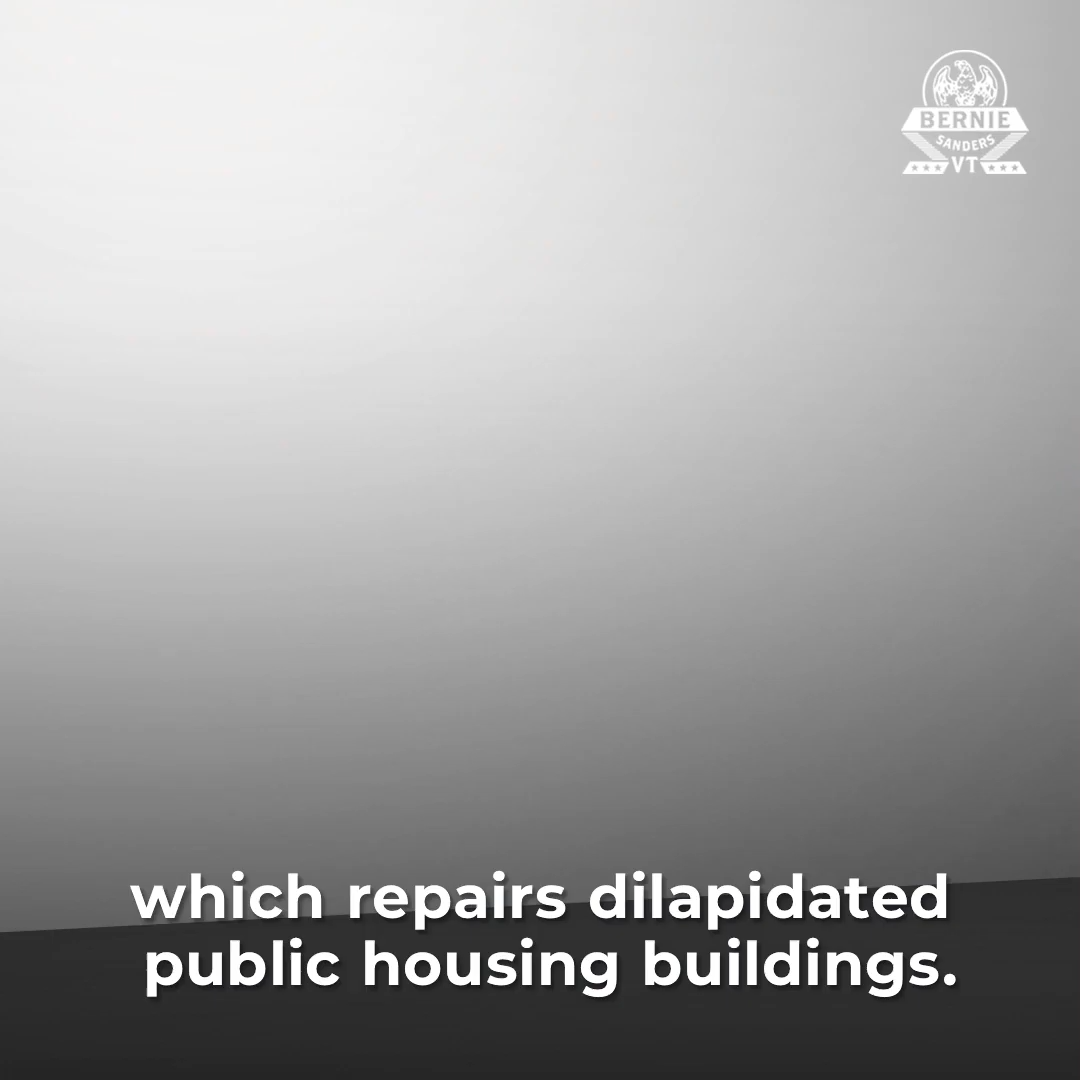 BERNIE
SANDERS
VT
which repairs dilapidated
public housing buildings.